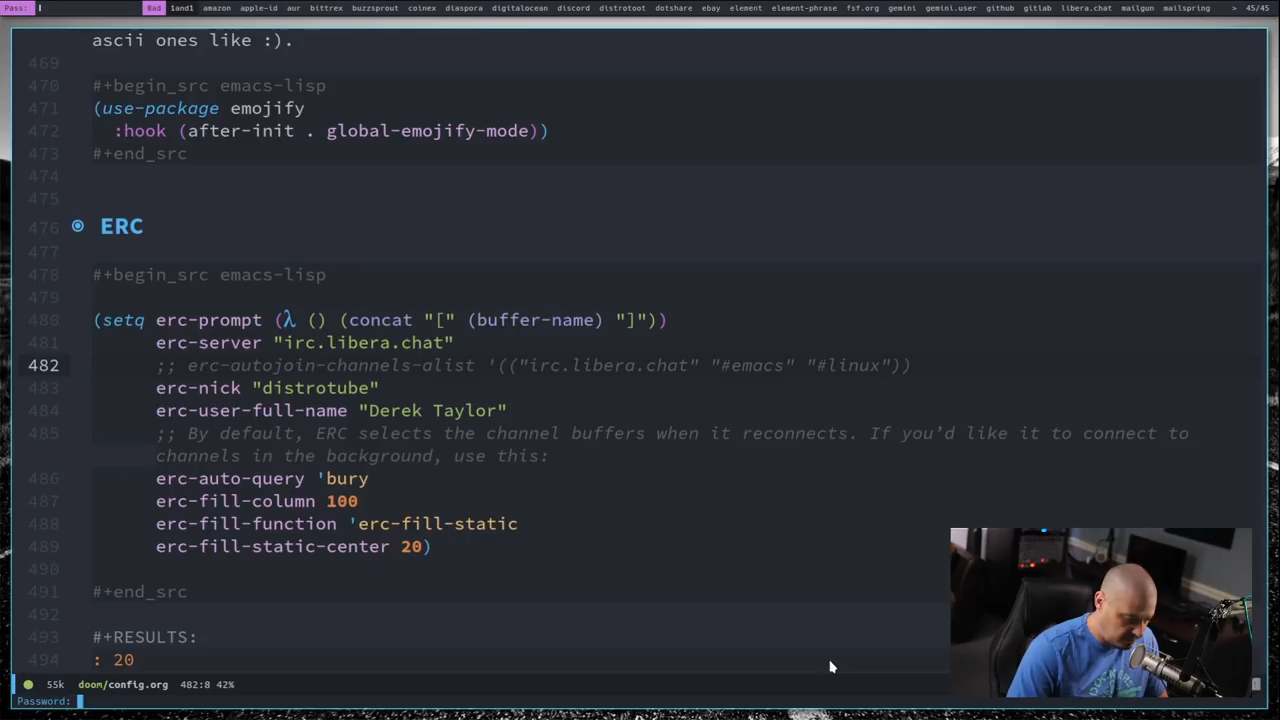 Pass: 0ad 1and1 amazon apple-id aur bittrex buzzsprout coinex diaspora digitalocean discord distrotoot dotshare ebay element element-phrase fsf.org gemini gemini.user github gitlab libera.chat mailgun mailspring > 45/45
ascii ones like :).
469
470 #+begin_src emacs-lisp
471 (use-package emojify
472 :hook (after-init . global-emojify-mode))
473 #+end_src
474
475
476 ERC
477
478 #+begin_src emacs-lisp
479
480 (setq erc-prompt (λ () (concat "[" (buffer-name) "]"))
481 erc-server "irc.libera.chat"
482 ;; erc-autojoin-channels-alist '(("irc.libera.chat" "#emacs" "#linux"))
483 erc-nick "distrotube"
484 erc-user-full-name "Derek Taylor"
485 ;; By default, ERC selects the channel buffers when it reconnects. If you’d like it to connect to
channels in the background, use this:
486 erc-auto-query 'bury
487 erc-fill-column 100
488 erc-fill-function 'erc-fill-static
489 erc-fill-static-center 20)
490
491 #+end_src
492
493 #+RESULTS:
494 : 20
55k doom/config.org 482:8 42%
Password: